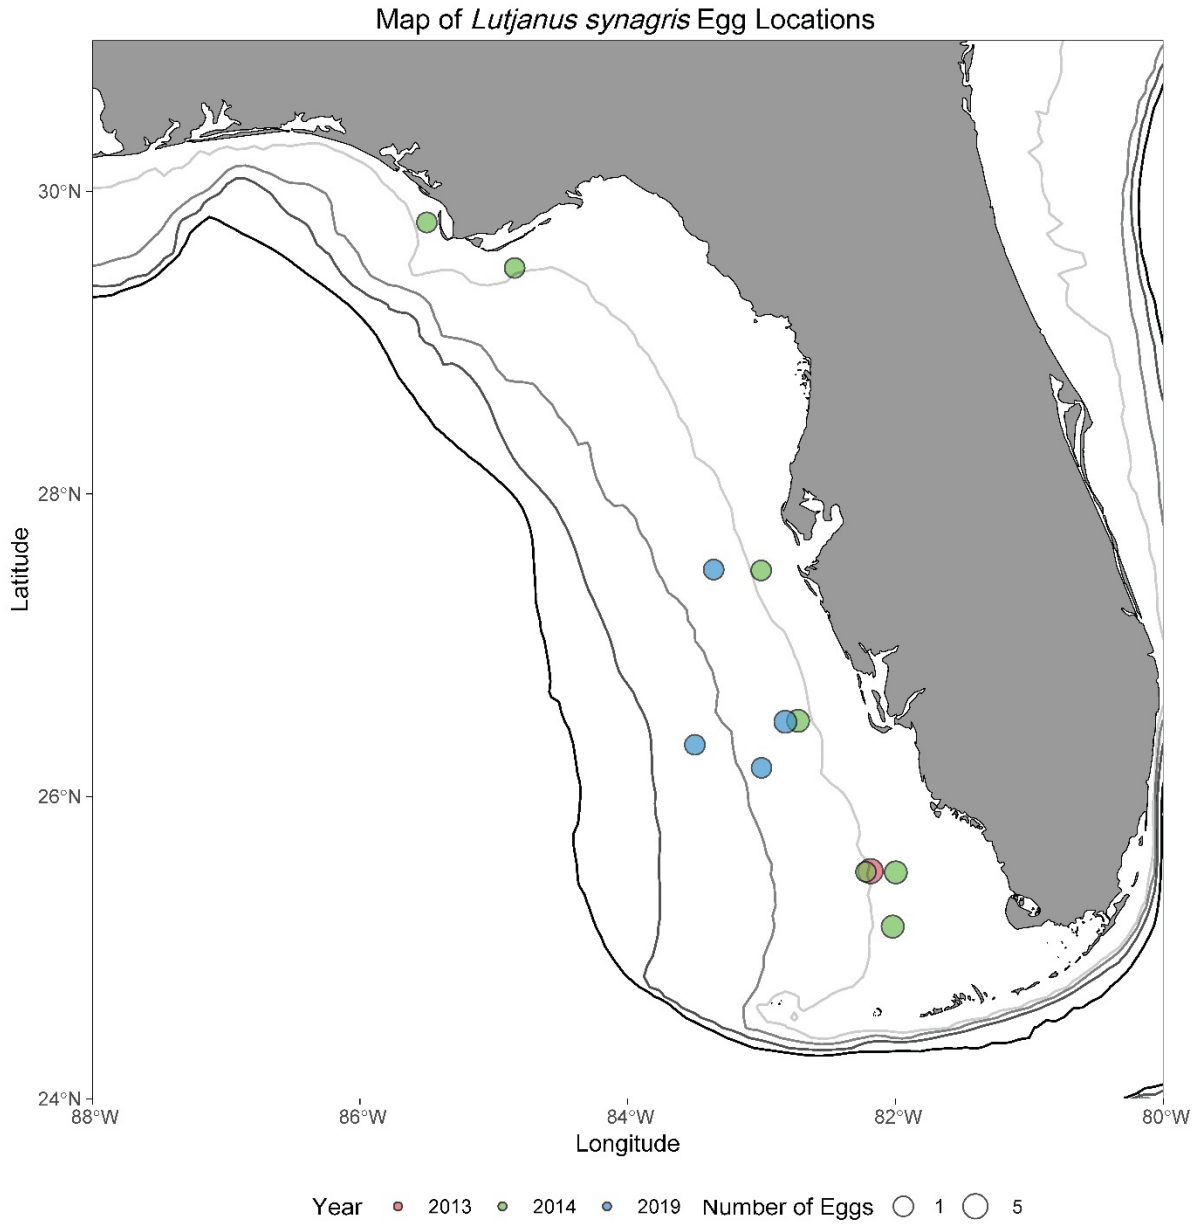 Map of Lutjanus synagris Egg Locations
30°N
28°N
26°N
24°N
Latitude
88°W 86°W 84°W 82°W 80°W
Longitude
Year 2013 2014 2019 Number of Eggs 1 5